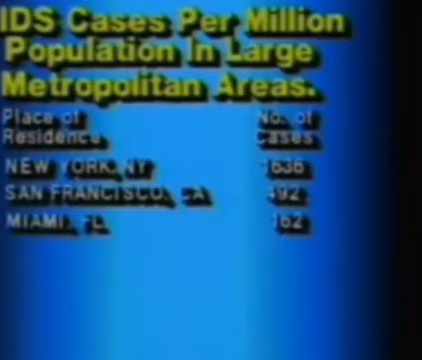 IDS Cases Per Million
Population In Large
Metropolitan Areas.
Place of No. of
Residence Cases
NEW YORK, NY 1636
SAN FRANCISCO, CA 492
MIAMI, FL 162